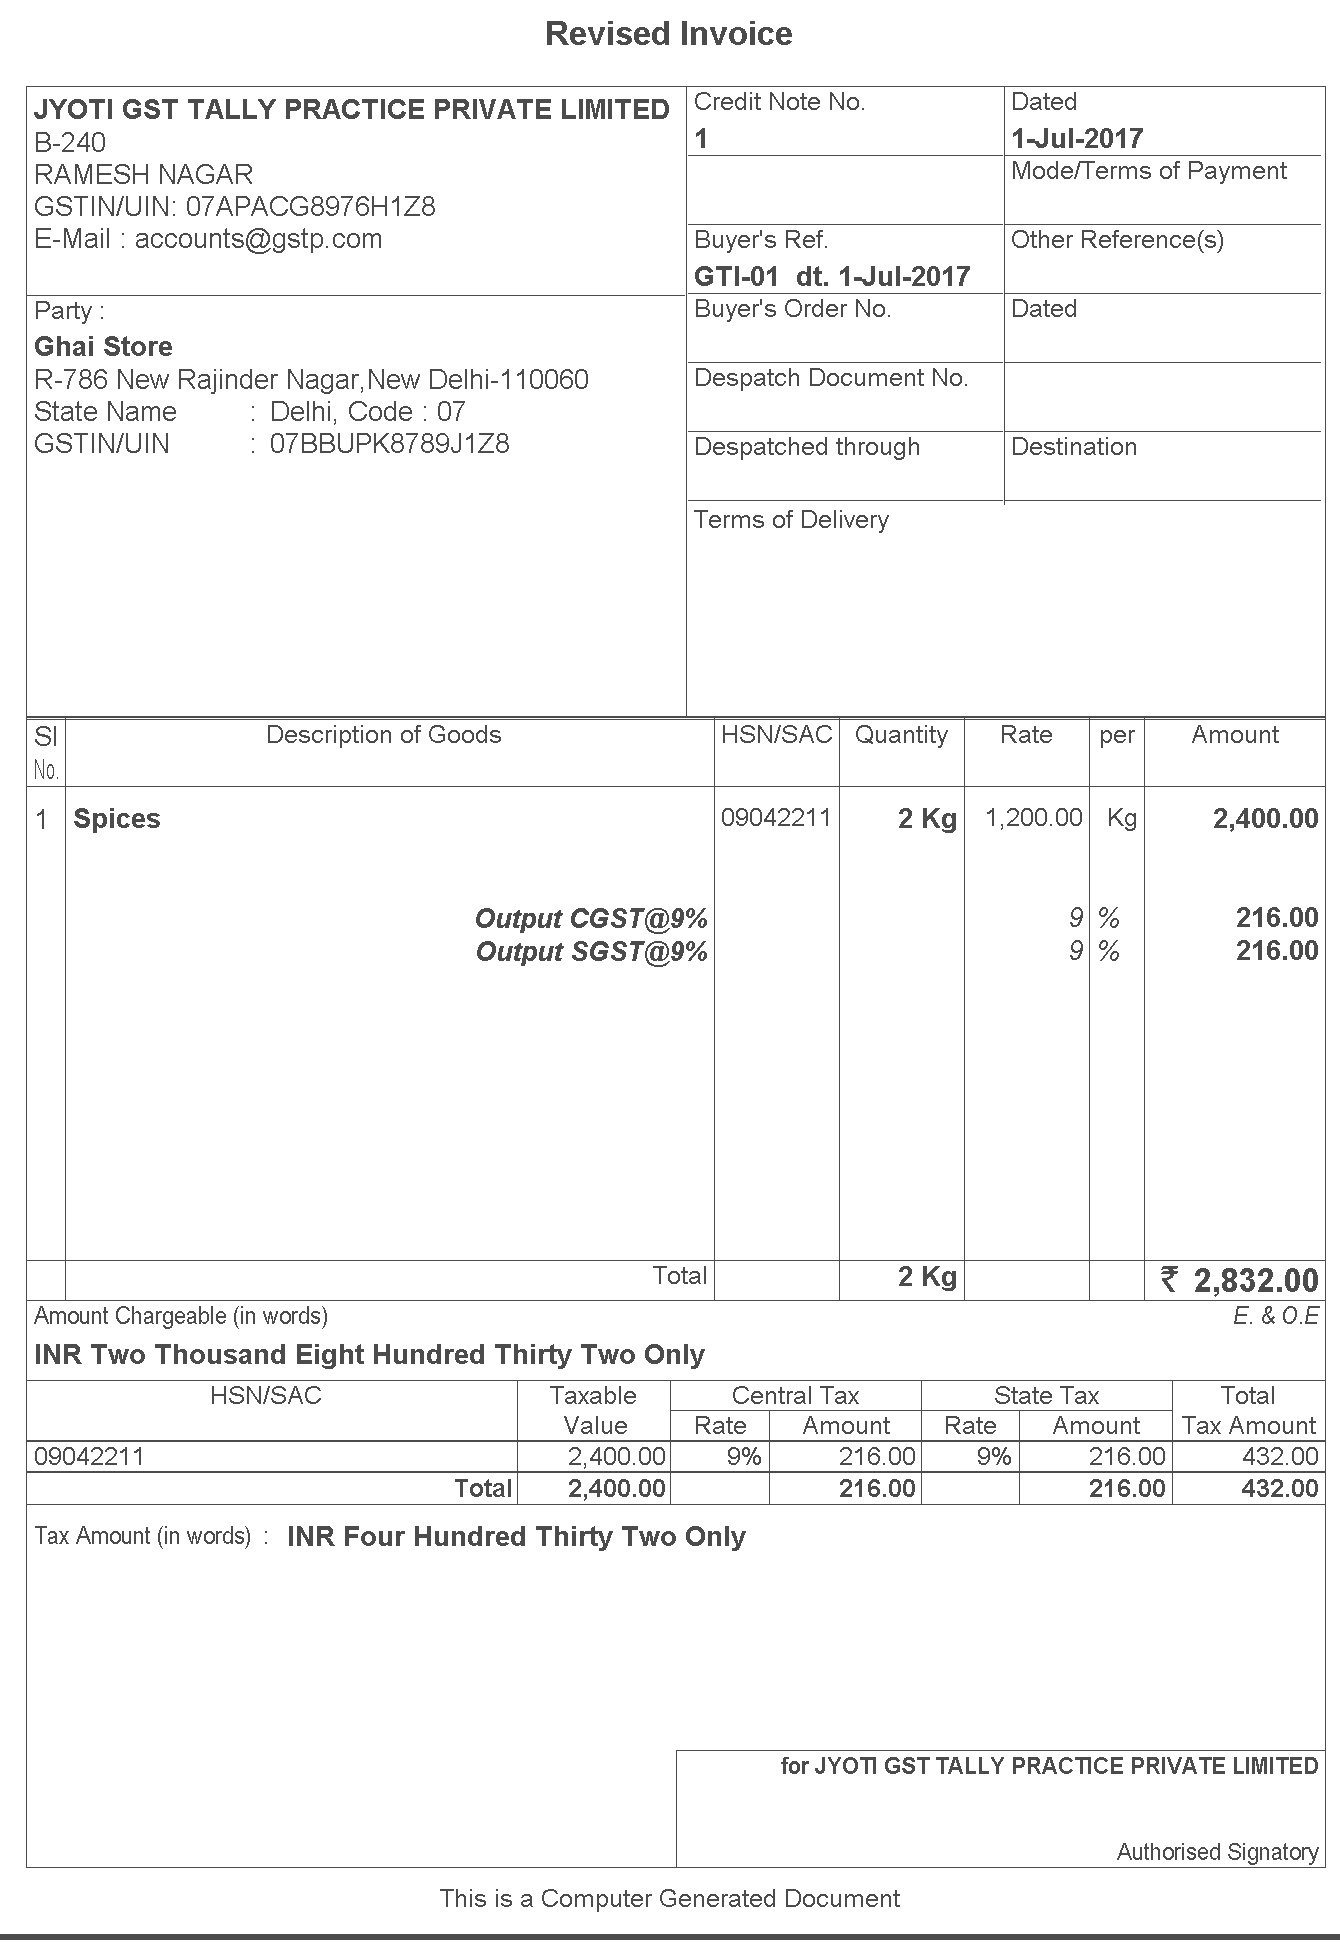 Revised Invoice
JYOTI GST TALLY PRACTICE PRIVATE LIMITED
B-240
RAMESH NAGAR
GSTIN/UIN: 07APACG8976H1Z8
E-Mail : accounts@gstp.com
Credit Note No.
1
Dated
1-Jul-2017
Mode/Terms of Payment
Buyer's Ref.
GTI-01 dt. 1-Jul-2017
Other Reference(s)
Party :
Ghai Store
R-786 New Rajinder Nagar,New Delhi-110060
State Name : Delhi, Code : 07
GSTIN/UIN : 07BBUPK8789J1Z8
Buyer's Order No.
Dated
Despatch Document No.
Despatched through
Destination
Terms of Delivery
Sl No. Description of Goods HSN/SAC Quantity Rate per Amount
1 Spices 09042211 2 Kg 1,200.00 Kg 2,400.00
Output CGST@9% 9 % 216.00
Output SGST@9% 9 % 216.00
Total 2 Kg ₹ 2,832.00
Amount Chargeable (in words) E. & O.E
INR Two Thousand Eight Hundred Thirty Two Only
HSN/SAC Taxable Central Tax State Tax Total
Value Rate Amount Rate Amount Tax Amount
09042211 2,400.00 9% 216.00 9% 216.00 432.00
Total 2,400.00 216.00 216.00 432.00
Tax Amount (in words) : INR Four Hundred Thirty Two Only
for JYOTI GST TALLY PRACTICE PRIVATE LIMITED
Authorised Signatory
This is a Computer Generated Document